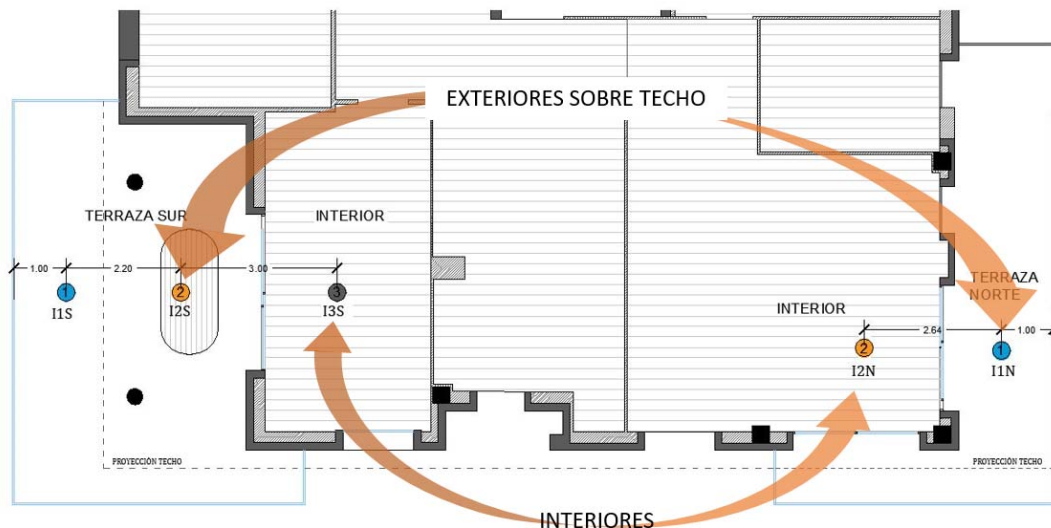 EXTERIORES SOBRE TECHO
TERRAZA SUR
INTERIOR
1.00
2.20
3.00
1
2
3
I1S
I2S
I3S
TERRAZA
NORTE
INTERIOR
2.64
1.00
2
1
I2N
I1N
PROYECCIÓN TECHO
PROYECCIÓN TECHO
INTERIORES